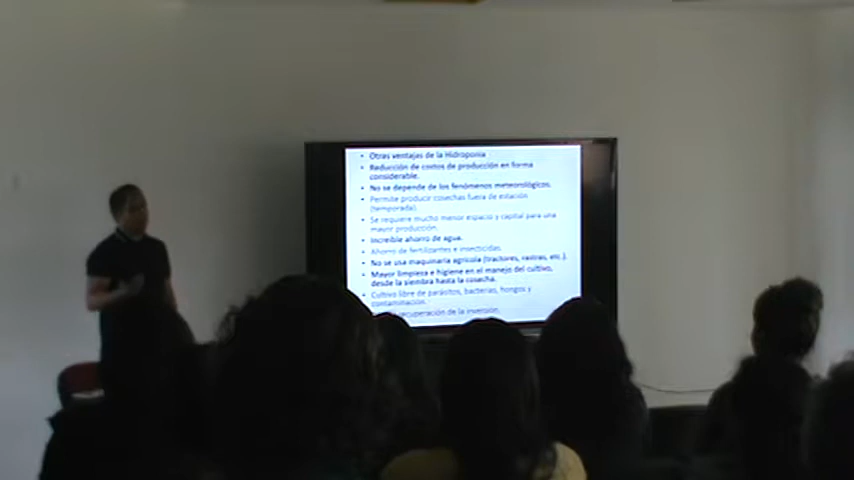 • Otras ventajas de la Hidroponia
• Reducción de costos de producción en forma
considerable.
• No se depende de los fenómenos meteorológicos.
• Permite producir cosechas fuera de estación
(temporada).
• Se requiere mucho menor espacio y capital para una
mayor producción.
• Increíble ahorro de agua.
• Ahorro de fertilizantes e insecticidas.
• No se usa maquinaria agrícola (tractores, rastras, etc.).
• Mayor limpieza e higiene en el manejo del cultivo,
desde la siembra hasta la cosecha.
• Cultivo libre de parásitos, bacterias, hongos y
contaminación.
recuperación de la inversión.